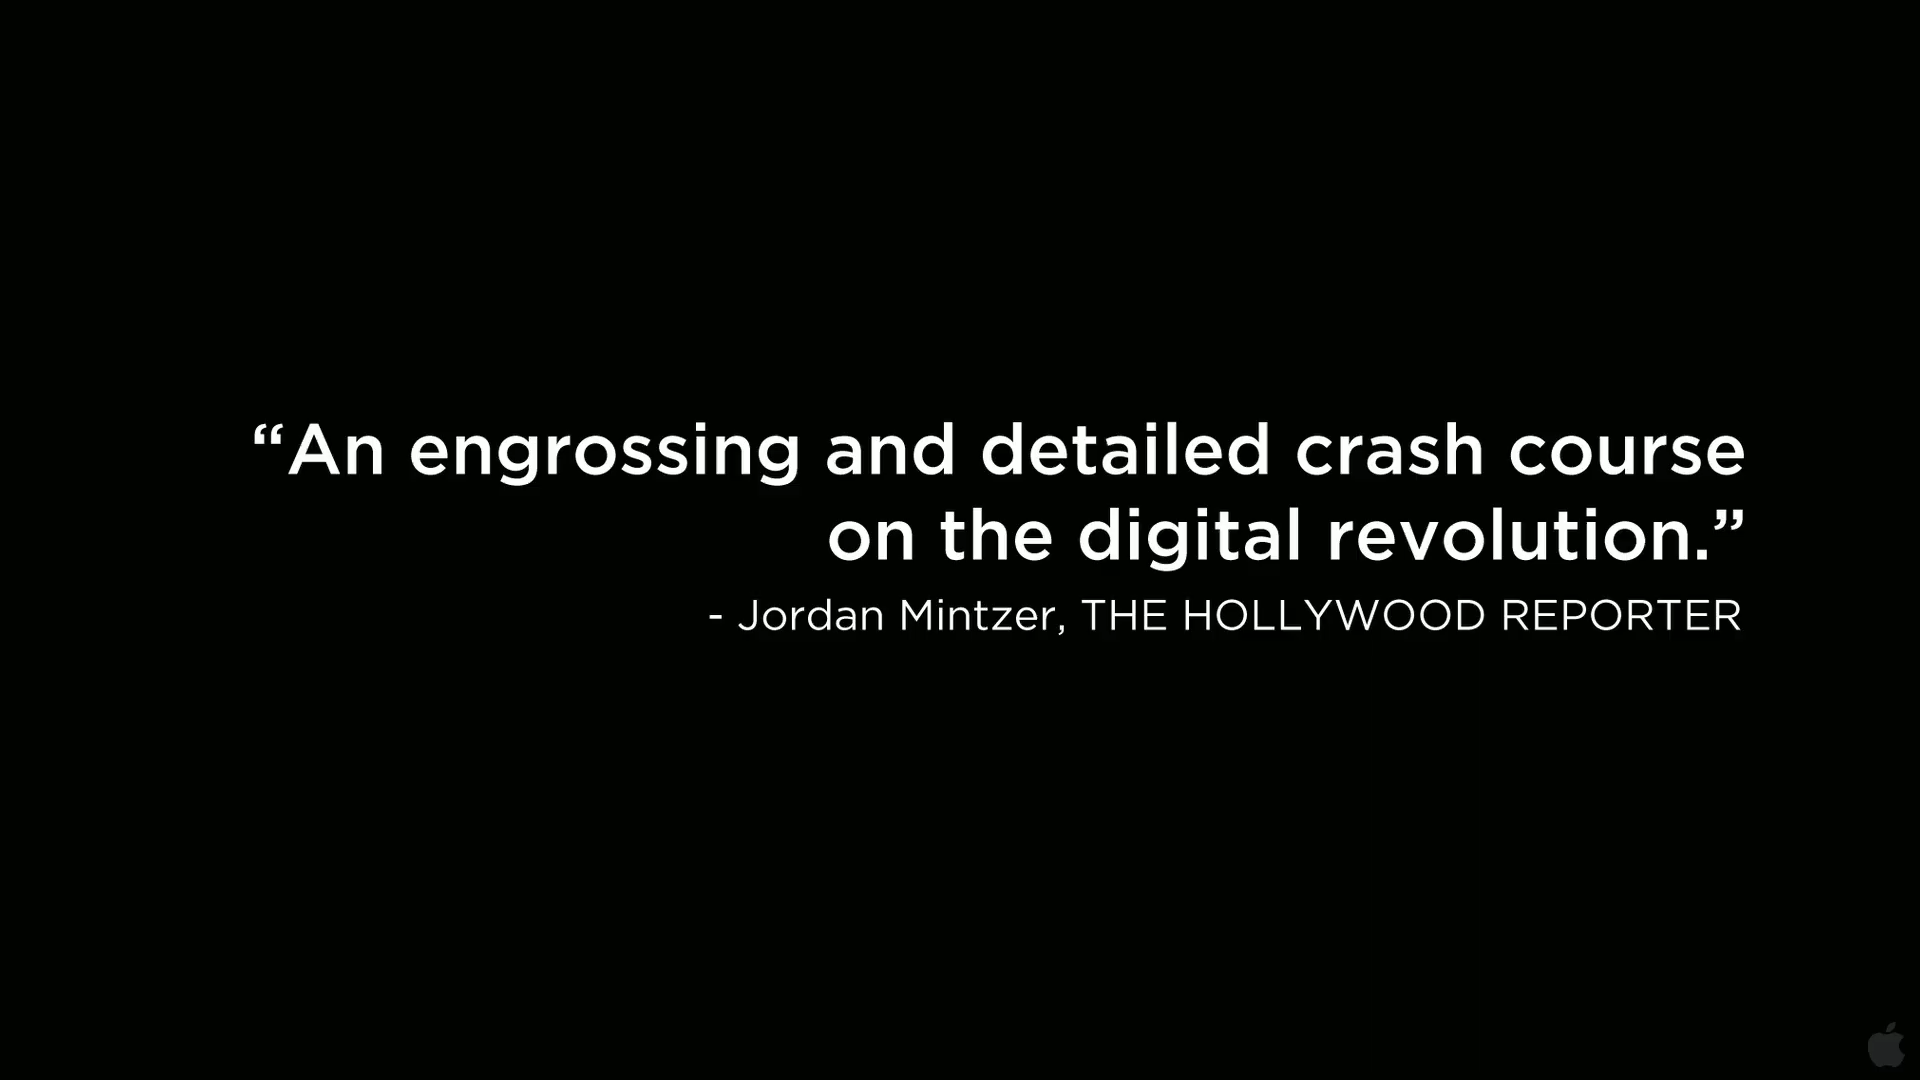 “An engrossing and detailed crash course
on the digital revolution.”
- Jordan Mintzer, THE HOLLYWOOD REPORTER